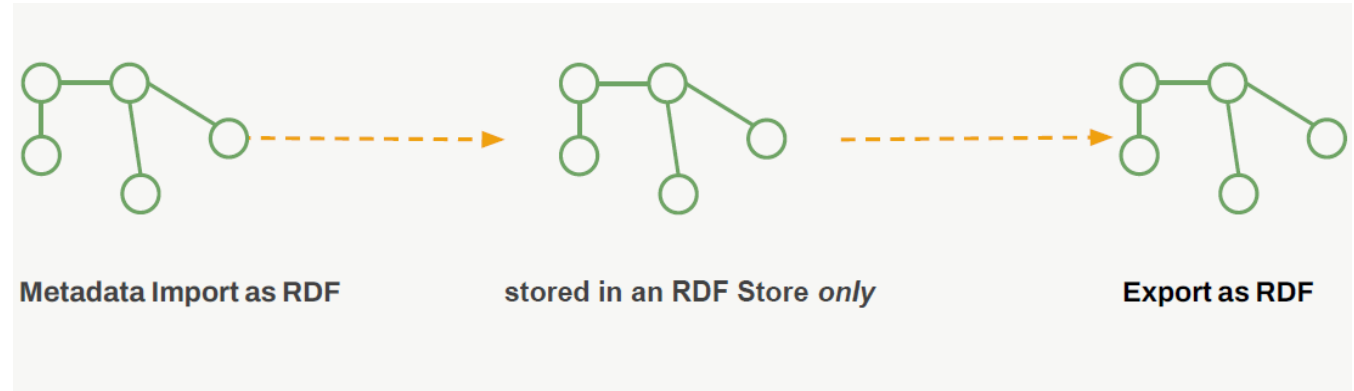 Metadata Import as RDF
stored in an RDF Store only
Export as RDF